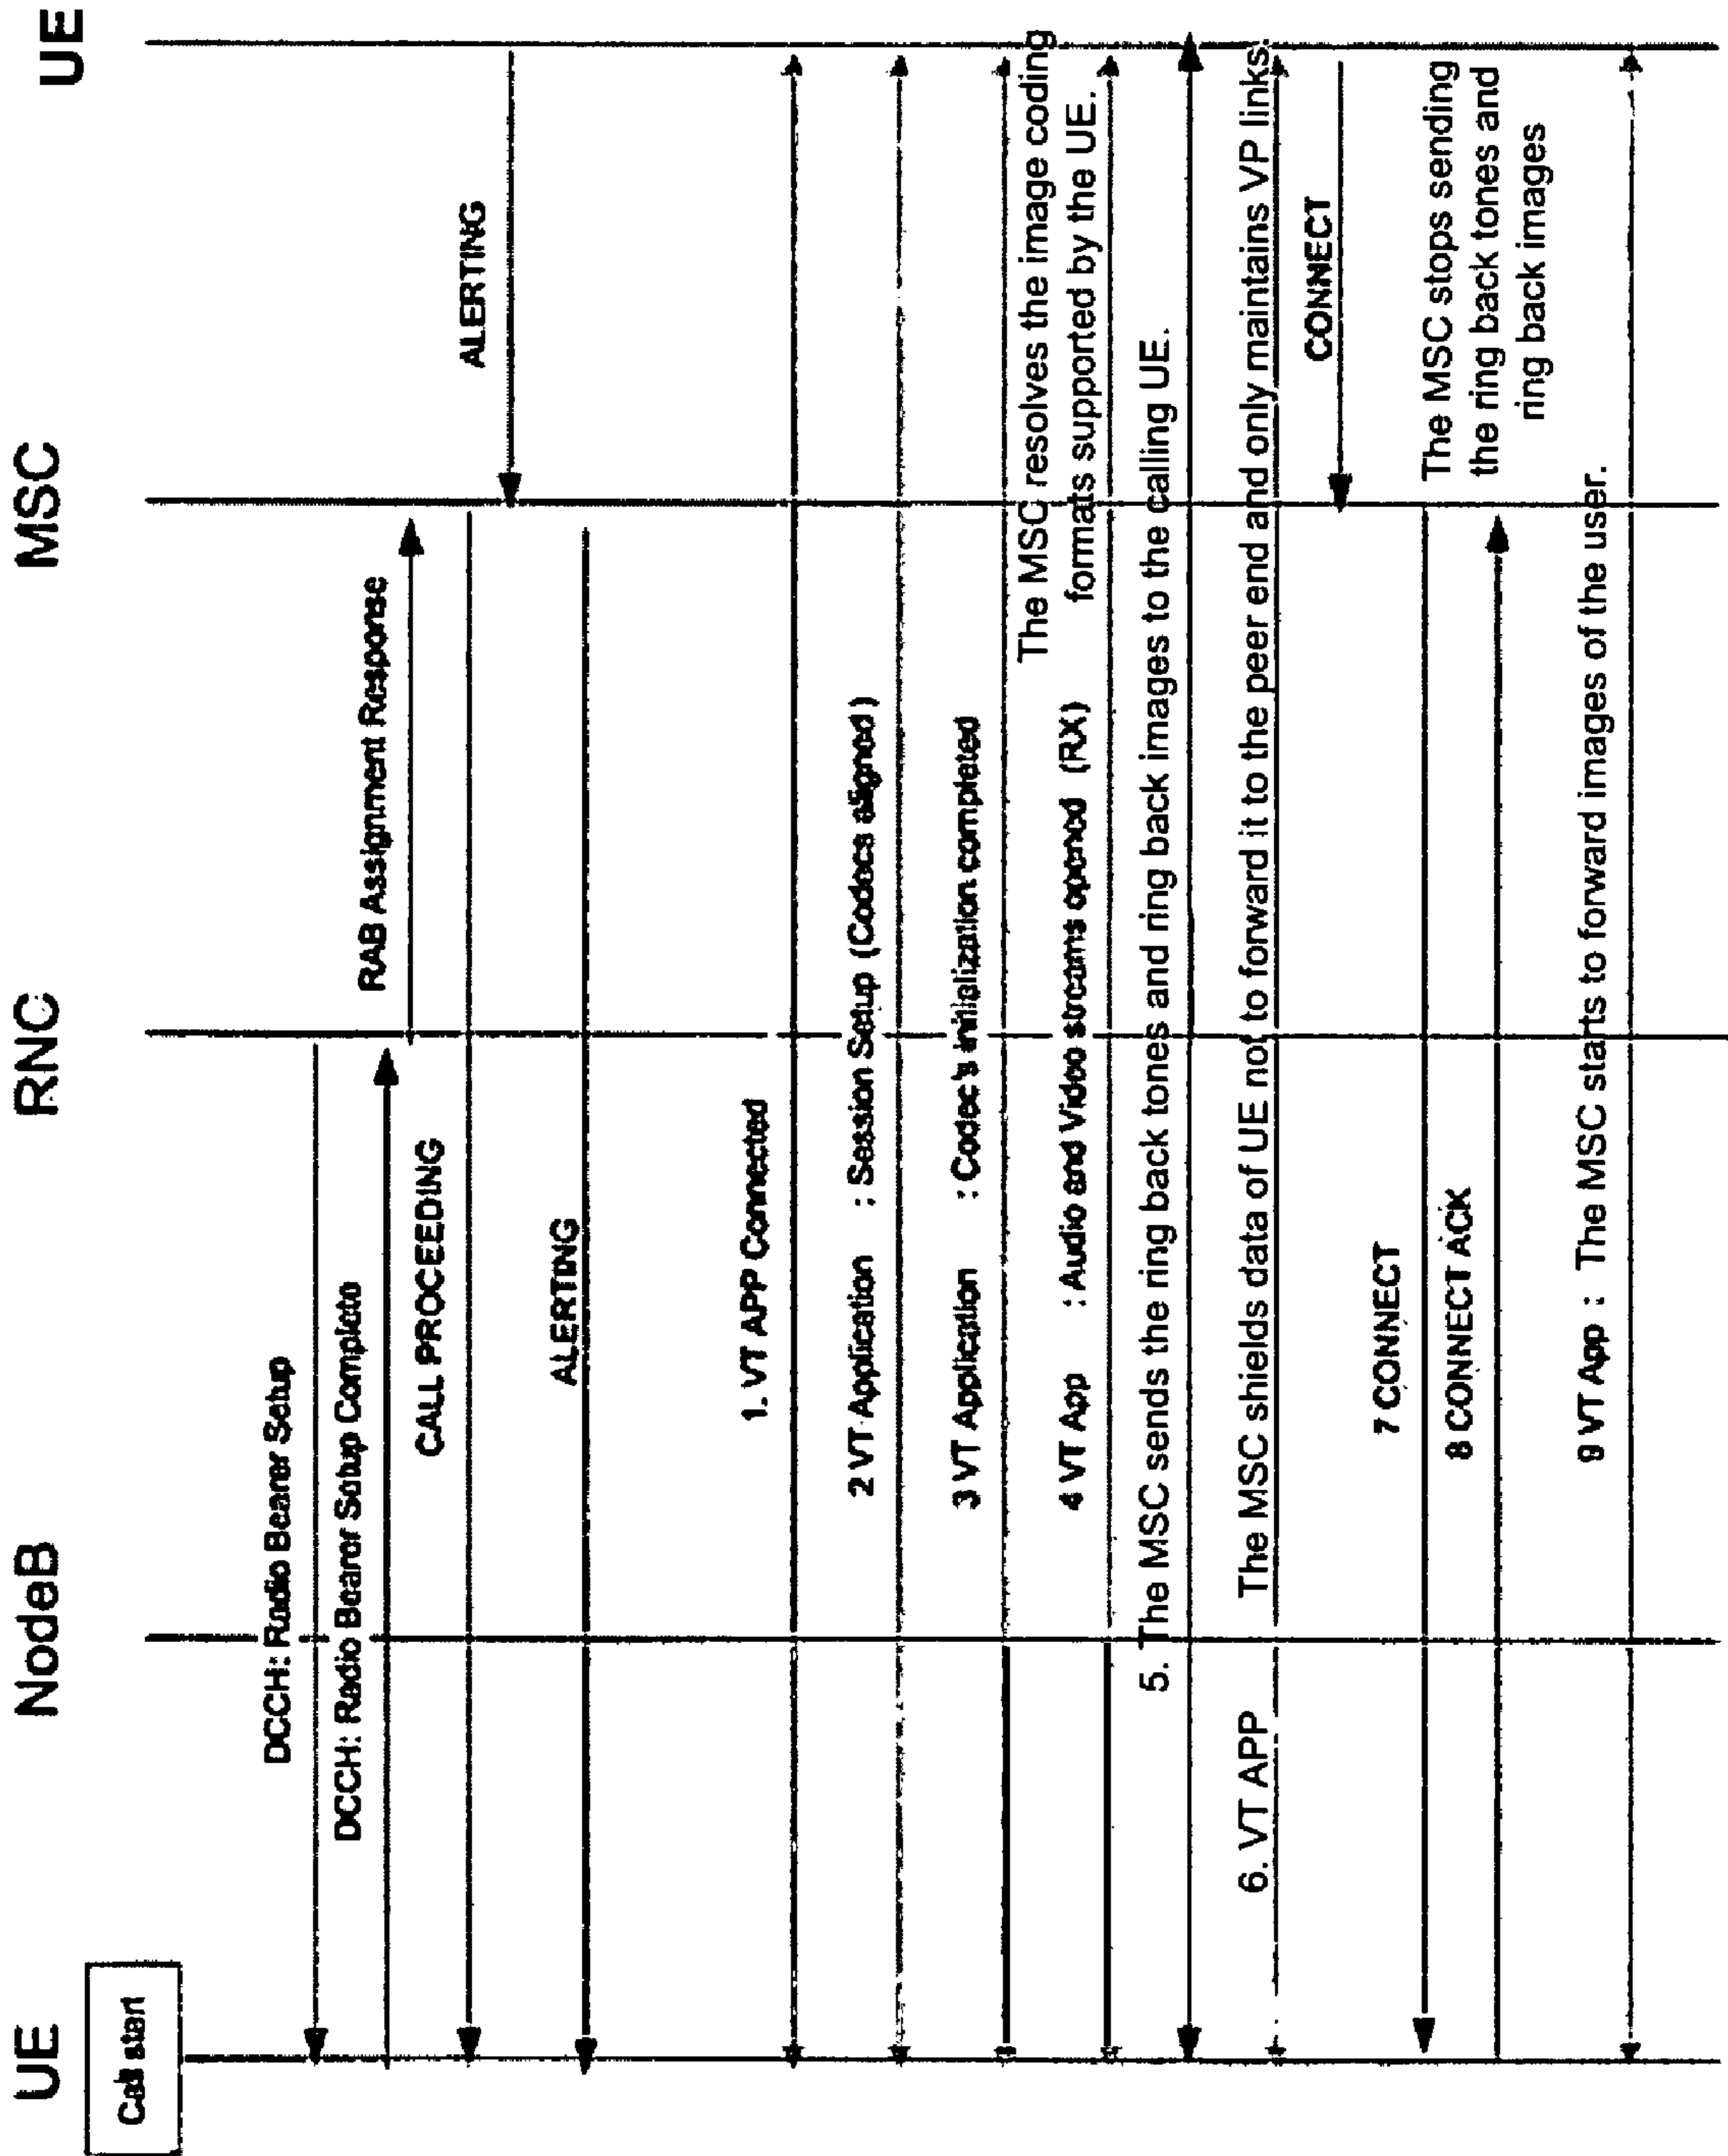 UE
NodeB
RNC
MSC
UE
Call start
DCCH: Radio Bearer Setup
DCCH: Radio Bearer Setup Complete
RAB Assignment Response
CALL PROCEEDING
ALERTING
ALERTING
1. VT APP Connected
2 VT Application : Session Setup (Codecs aligned)
3 VT Application : Codec's initialization completed
The MSC resolves the image coding
formats supported by the UE.
4 VT App : Audio and Video streams opened (RX)
5. The MSC sends the ring back tones and ring back images to the calling UE.
6. VT APP The MSC shields data of UE not to forward it to the peer end and only maintains VP links.
CONNECT
7 CONNECT
8 CONNECT ACK
The MSC stops sending
the ring back tones and
ring back images
9 VT App : The MSC starts to forward images of the user.